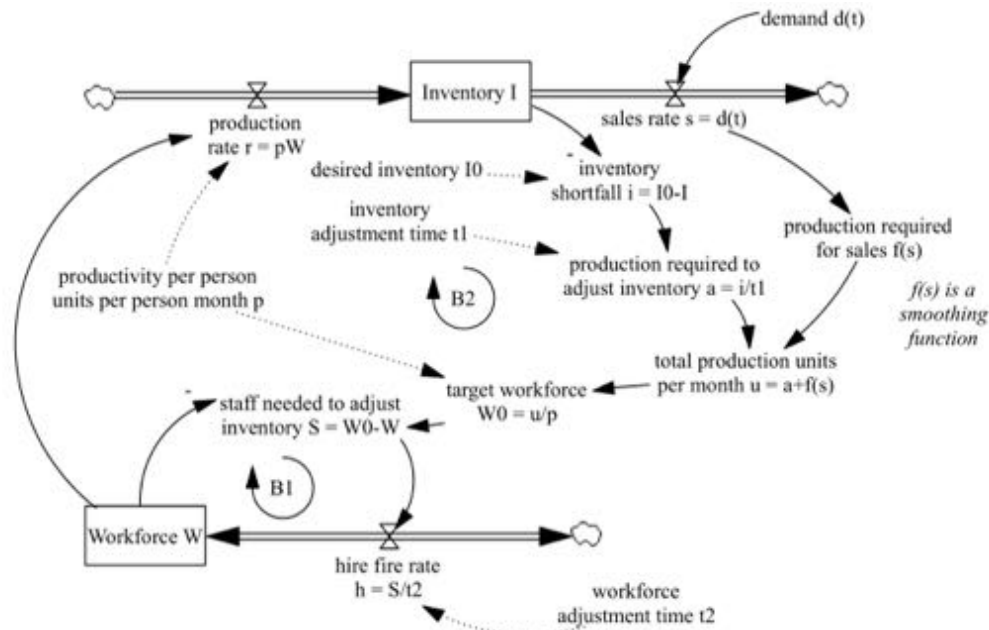 demand d(t)
Inventory I
production
rate r = pW
sales rate s = d(t)
-
desired inventory I0
inventory
shortfall i = I0-I
inventory
adjustment time t1
production required
for sales f(s)
productivity per person
units per person month p
production required to
adjust inventory a = i/t1
B2
f(s) is a
smoothing
function
total production units
per month u = a+f(s)
target workforce
W0 = u/p
-
staff needed to adjust
inventory S = W0-W
B1
Workforce W
hire fire rate
h = S/t2
workforce
adjustment time t2